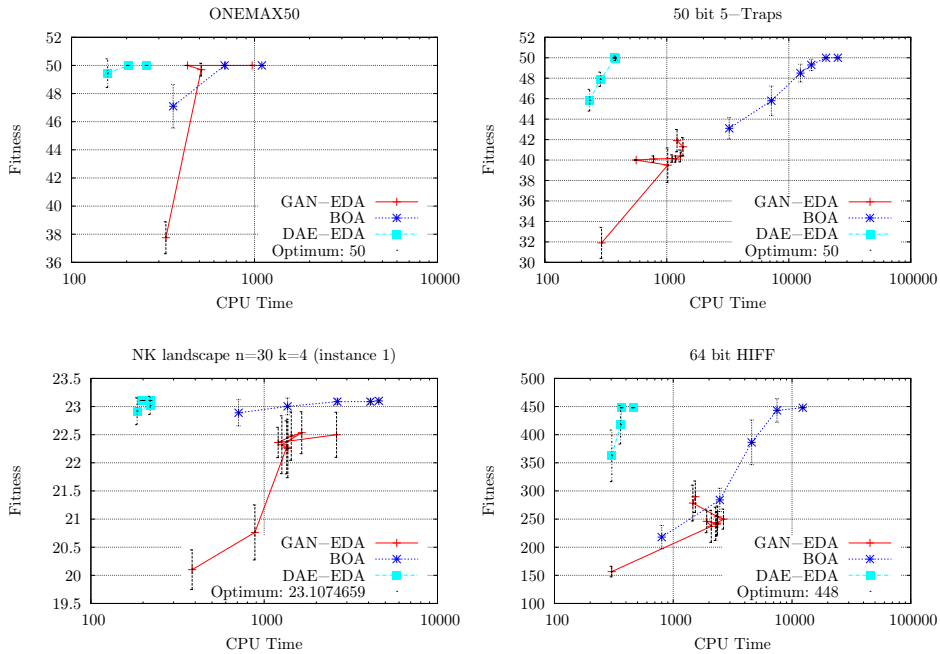 ONEMAX50
52
50
48
46
44
42
40
38
36
Fitness
GAN−EDA
BOA
DAE−EDA
Optimum: 50
100 1000 10000
CPU Time
50 bit 5−Traps
52
50
48
46
44
42
40
38
36
34
32
30
Fitness
GAN−EDA
BOA
DAE−EDA
Optimum: 50
100 1000 10000 100000
CPU Time
NK landscape n=30 k=4 (instance 1)
23.5
23
22.5
22
21.5
21
20.5
20
19.5
Fitness
GAN−EDA
BOA
DAE−EDA
Optimum: 23.1074659
100 1000 10000
CPU Time
64 bit HIFF
500
450
400
350
300
250
200
150
100
Fitness
GAN−EDA
BOA
DAE−EDA
Optimum: 448
100 1000 10000 100000
CPU Time